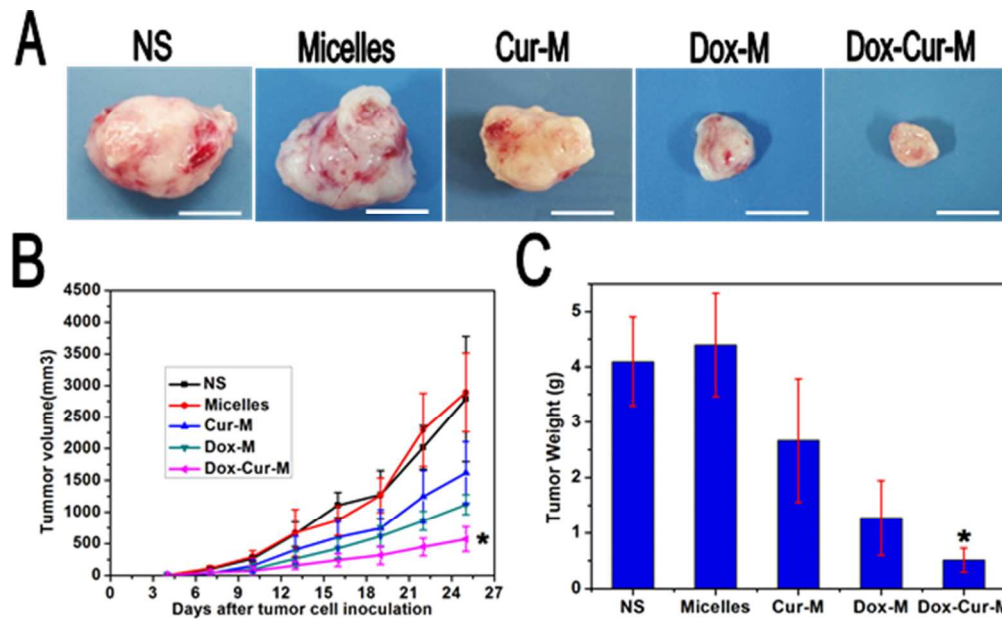 A
NS Micelles Cur-M Dox-M Dox-Cur-M
B
Tummor volume(mm3)
4500
4000
3500
3000
2500
2000
1500
1000
500
0
NS
Micelles
Cur-M
Dox-M
Dox-Cur-M
*
0 3 6 9 12 15 18 21 24 27
Days after tumor cell inoculation
C
Tumor Weight (g)
5
4
3
2
1
0
*
NS Micelles Cur-M Dox-M Dox-Cur-M